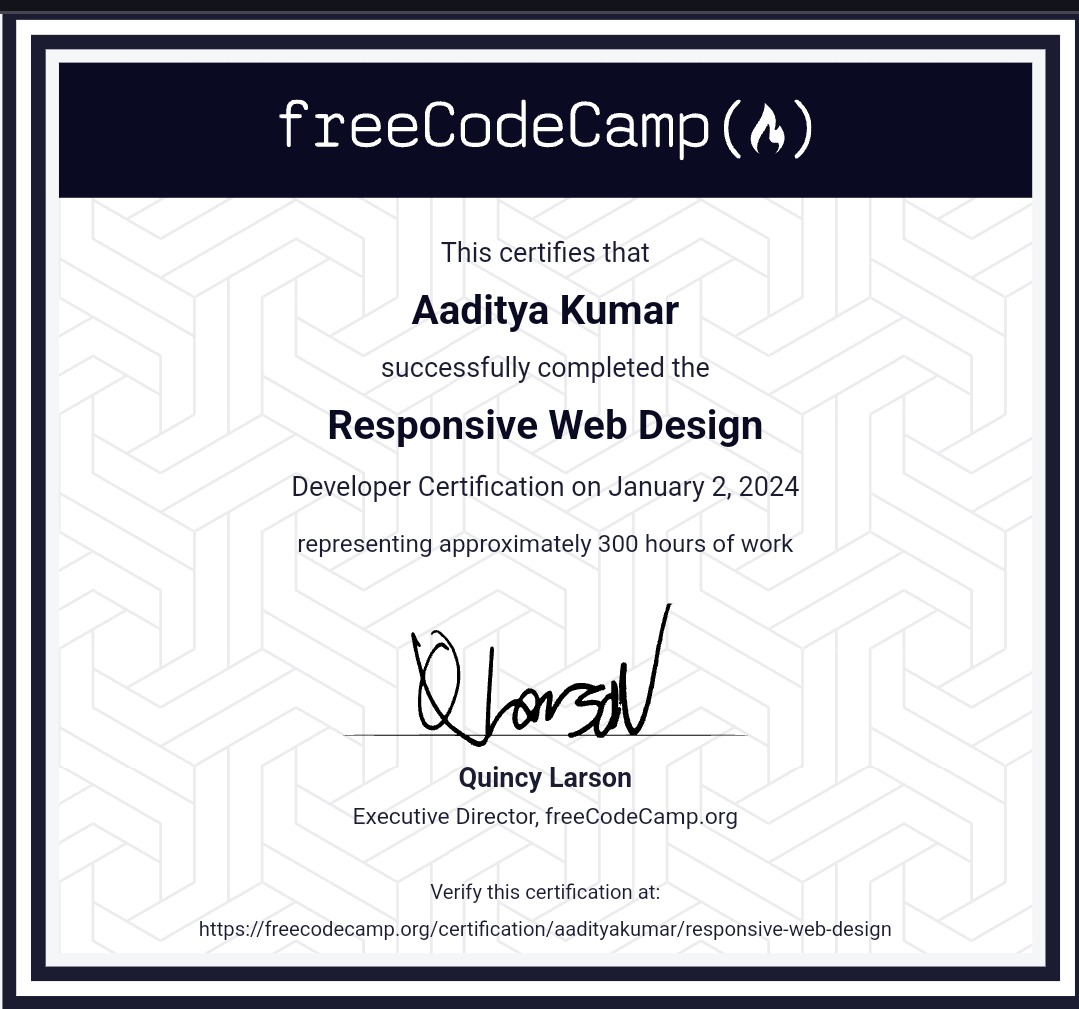 freeCodeCamp
This certifies that
Aaditya Kumar
successfully completed the
Responsive Web Design
Developer Certification on January 2, 2024
representing approximately 300 hours of work
Q Larson
Quincy Larson
Executive Director, freeCodeCamp.org
Verify this certification at:
https://freecodecamp.org/certification/aadityakumar/responsive-web-design